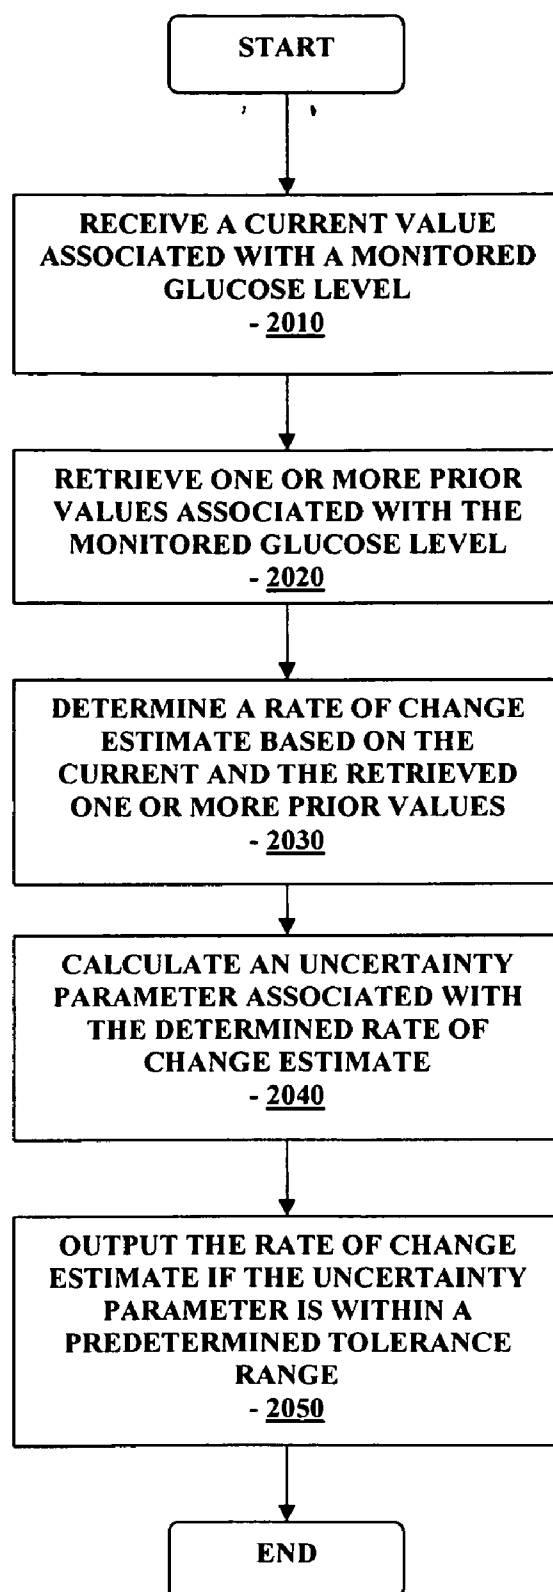 START
RECEIVE A CURRENT VALUE
ASSOCIATED WITH A MONITORED
GLUCOSE LEVEL
- 2010
RETRIEVE ONE OR MORE PRIOR
VALUES ASSOCIATED WITH THE
MONITORED GLUCOSE LEVEL
- 2020
DETERMINE A RATE OF CHANGE
ESTIMATE BASED ON THE
CURRENT AND THE RETRIEVED
ONE OR MORE PRIOR VALUES
- 2030
CALCULATE AN UNCERTAINTY
PARAMETER ASSOCIATED WITH
THE DETERMINED RATE OF
CHANGE ESTIMATE
- 2040
OUTPUT THE RATE OF CHANGE
ESTIMATE IF THE UNCERTAINTY
PARAMETER IS WITHIN A
PREDETERMINED TOLERANCE
RANGE
- 2050
END